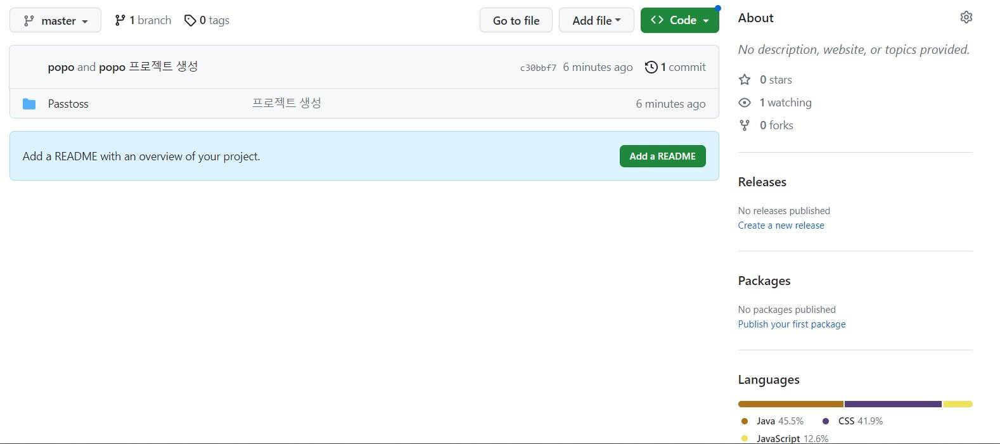 master 1 branch 0 tags Go to file Add file Code
popo and popo 프로젝트 생성 c30bbf7 6 minutes ago 1 commit
Passtoss 프로젝트 생성 6 minutes ago
Add a README with an overview of your project. Add a README
About
No description, website, or topics provided.
0 stars
1 watching
0 forks
Releases
No releases published
Create a new release
Packages
No packages published
Publish your first package
Languages
Java 45.5% CSS 41.9%
JavaScript 12.6%